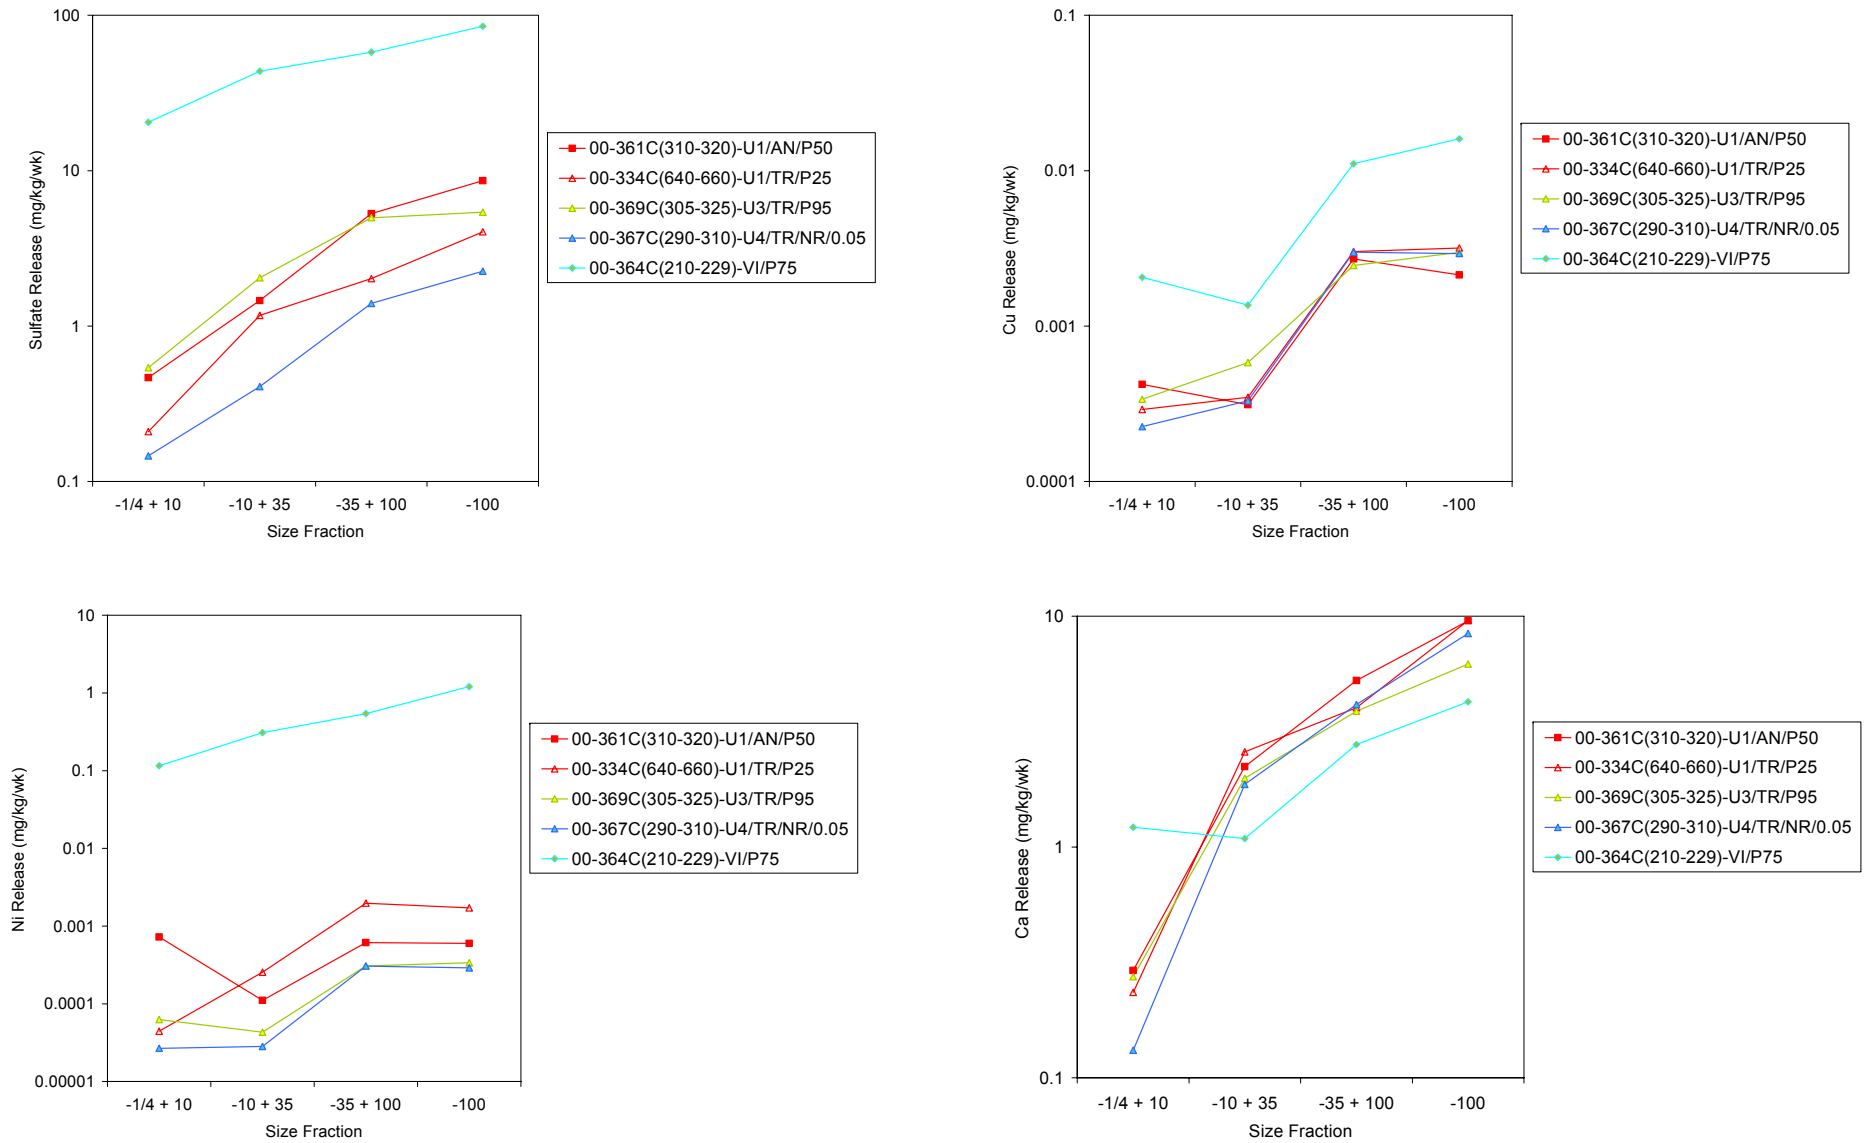 100
10
1
0.1
Sulfate Release (mg/kg/wk)
-1/4 + 10
-10 + 35
-35 + 100
-100
Size Fraction
00-361C(310-320)-U1/AN/P50
00-334C(640-660)-U1/TR/P25
00-369C(305-325)-U3/TR/P95
00-367C(290-310)-U4/TR/NR/0.05
00-364C(210-229)-VI/P75
0.1
0.01
0.001
0.0001
Cu Release (mg/kg/wk)
-1/4 + 10
-10 + 35
-35 + 100
-100
Size Fraction
00-361C(310-320)-U1/AN/P50
00-334C(640-660)-U1/TR/P25
00-369C(305-325)-U3/TR/P95
00-367C(290-310)-U4/TR/NR/0.05
00-364C(210-229)-VI/P75
10
1
0.1
0.01
0.001
0.0001
0.00001
Ni Release (mg/kg/wk)
-1/4 + 10
-10 + 35
-35 + 100
-100
Size Fraction
00-361C(310-320)-U1/AN/P50
00-334C(640-660)-U1/TR/P25
00-369C(305-325)-U3/TR/P95
00-367C(290-310)-U4/TR/NR/0.05
00-364C(210-229)-VI/P75
10
1
0.1
Ca Release (mg/kg/wk)
-1/4 + 10
-10 + 35
-35 + 100
-100
Size Fraction
00-361C(310-320)-U1/AN/P50
00-334C(640-660)-U1/TR/P25
00-369C(305-325)-U3/TR/P95
00-367C(290-310)-U4/TR/NR/0.05
00-364C(210-229)-VI/P75